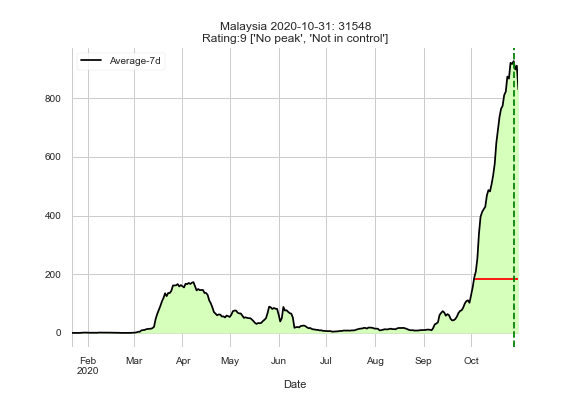 Malaysia 2020-10-31: 31548
Rating:9 ['No peak', 'Not in control']
Average-7d
800
600
400
200
0
Feb Mar Apr May Jun Jul Aug Sep Oct
2020
Date